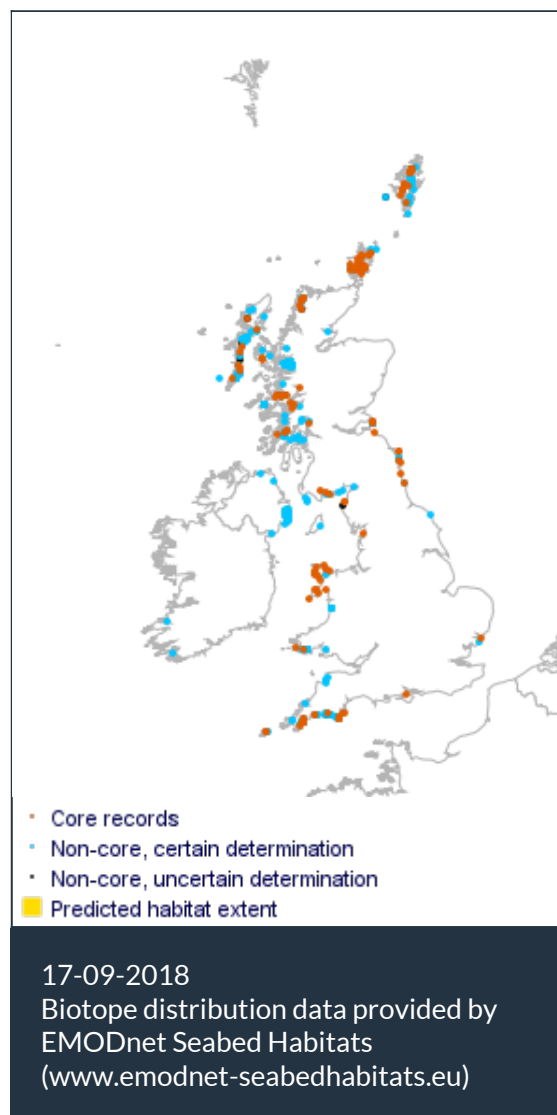 Core records
Non-core, certain determination
Non-core, uncertain determination
Predicted habitat extent
17-09-2018
Biotope distribution data provided by
EMODnet Seabed Habitats
(www.emodnet-seabedhabitats.eu)